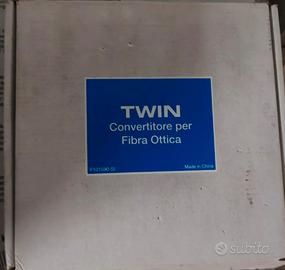 TWIN
Convertitore per
Fibra Ottica
Made in China
subito